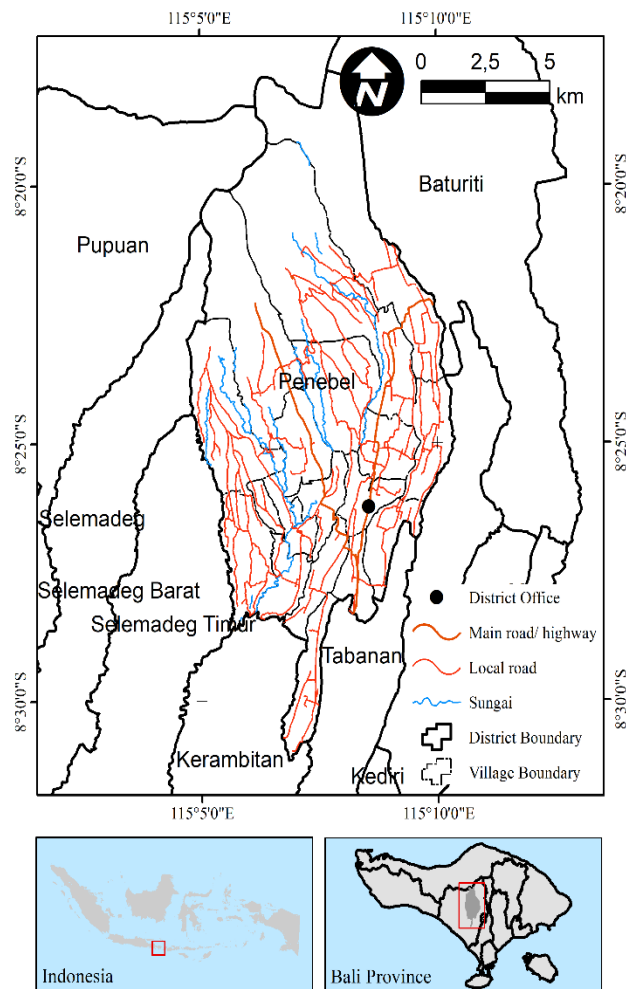 115°5'0"E 115°10'0"E
0 2,5 5
km
N
8°20'0"S 8°20'0"S
Baturiti
Pupuan
Penebel
8°25'0"S 8°25'0"S
Selemadeg
Selemadeg Barat
Selemadeg Timur
Tabanan
Kerambitan
Kediri
District Office
Main road/ highway
Local road
Sungai
District Boundary
Village Boundary
8°30'0"S 8°30'0"S
115°5'0"E 115°10'0"E
Indonesia
Bali Province